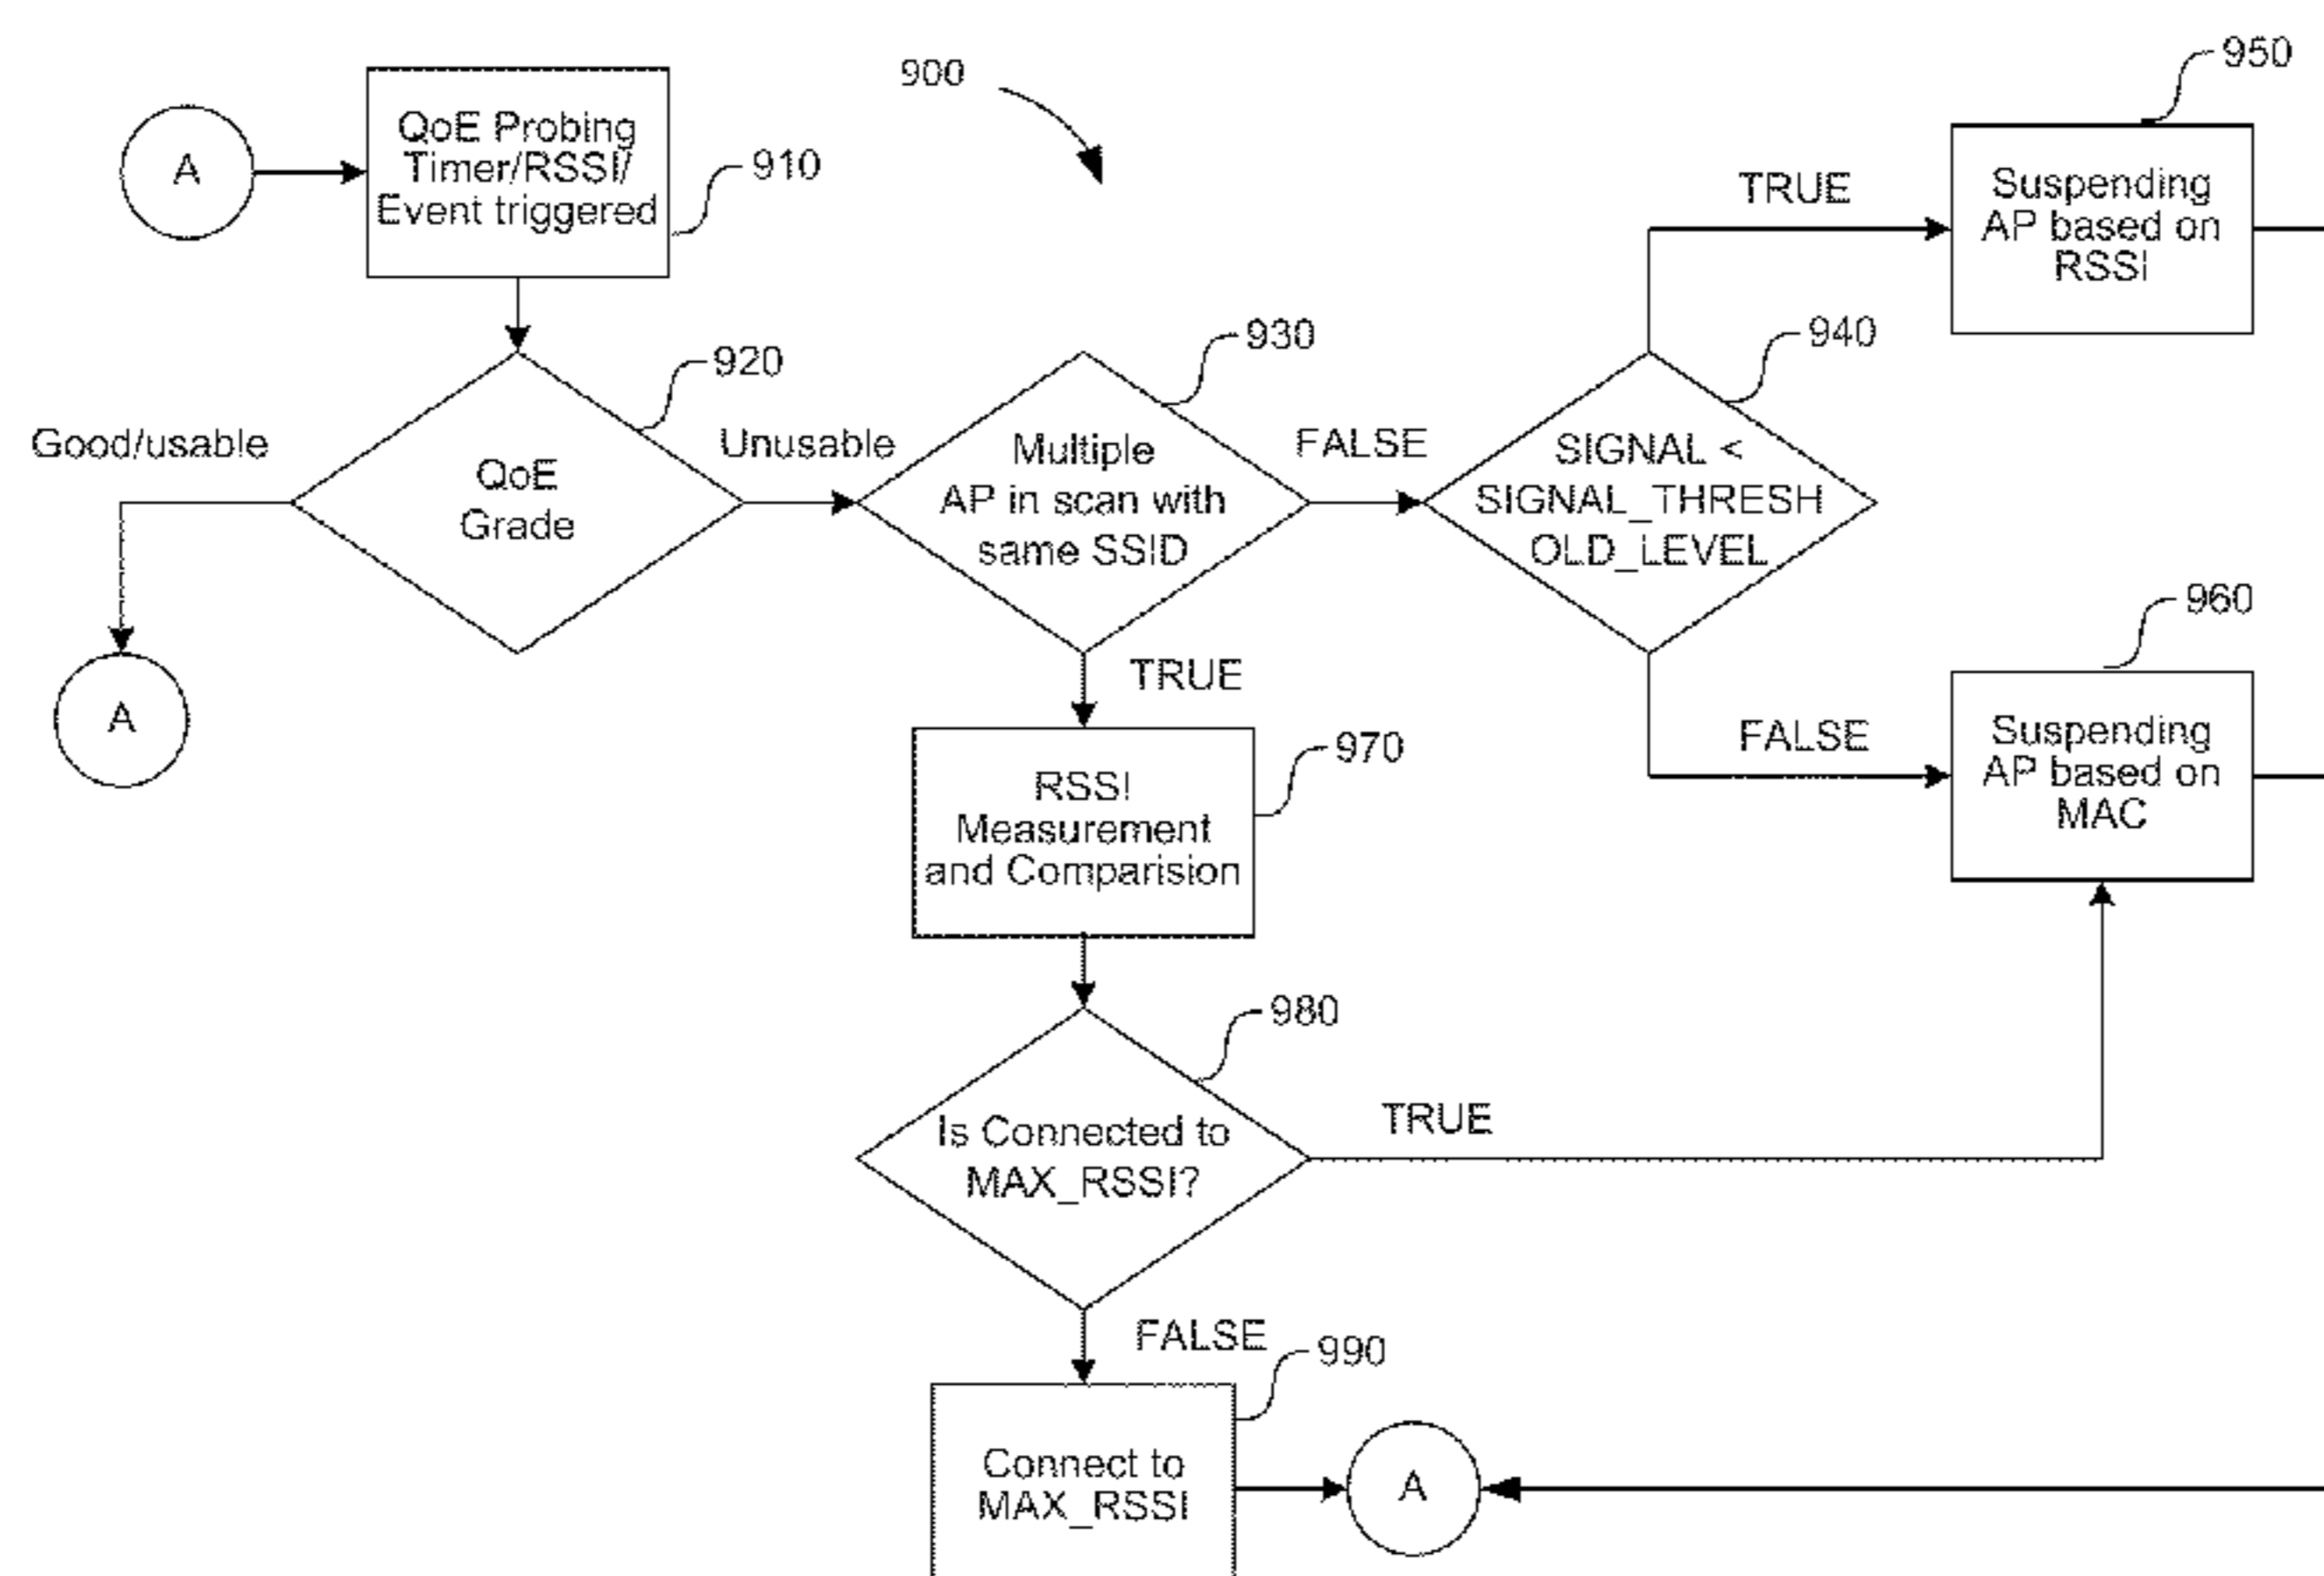 900
950
A
QoE Probing
Timer/RSSI/
Event triggered
910
TRUE
Suspending
AP based on
RSSI
920
930
940
Good/usable
QoE
Grade
Unusable
Multiple
AP in scan with
same SSID
FALSE
SIGNAL <
SIGNAL_THRESH
OLD_LEVEL
960
A
TRUE
FALSE
Suspending
AP based on
MAC
970
RSSI
Measurement
and Comparision
980
Is Connected to
MAX_RSSI?
TRUE
FALSE
990
Connect to
MAX_RSSI
A